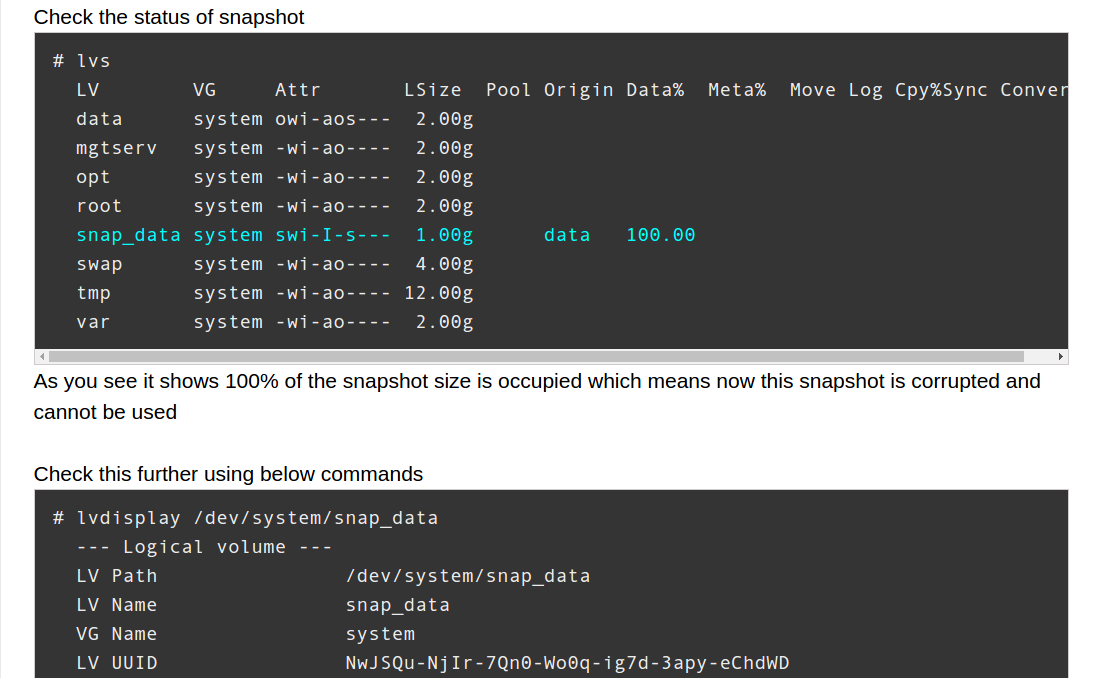 Check the status of snapshot
# lvs
  LV        VG     Attr       LSize  Pool Origin Data%  Meta%  Move Log Cpy%Sync Conver
  data      system owi-aos---  2.00g
  mgtserv   system -wi-ao----  2.00g
  opt       system -wi-ao----  2.00g
  root      system -wi-ao----  2.00g
  snap_data system swi-I-s---  1.00g      data   100.00
  swap      system -wi-ao----  4.00g
  tmp       system -wi-ao---- 12.00g
  var       system -wi-ao----  2.00g
As you see it shows 100% of the snapshot size is occupied which means now this snapshot is corrupted and
cannot be used
Check this further using below commands
# lvdisplay /dev/system/snap_data
  --- Logical volume ---
  LV Path                /dev/system/snap_data
  LV Name                snap_data
  VG Name                system
  LV UUID                NwJSQu-NjIr-7Qn0-Wo0q-ig7d-3apy-eChdWD